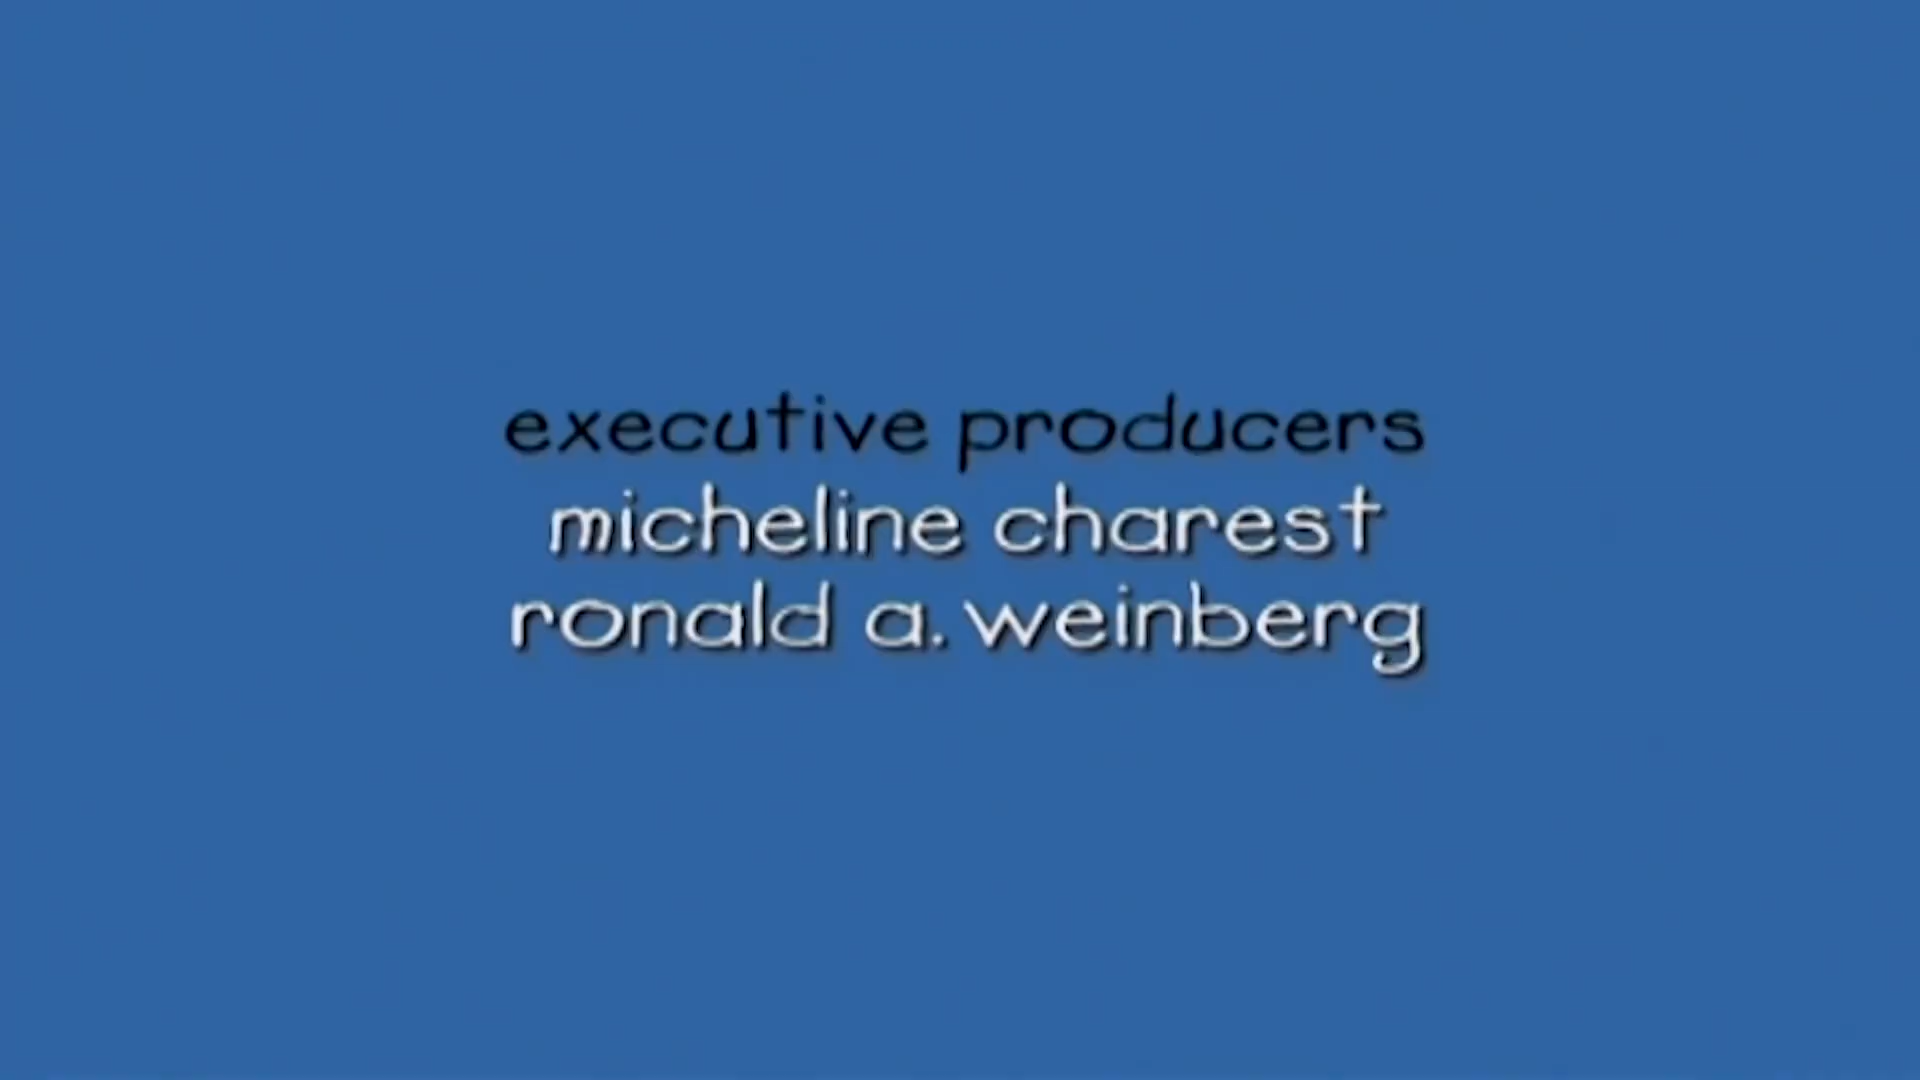 executive producers
micheline charest
ronald a. weinberg